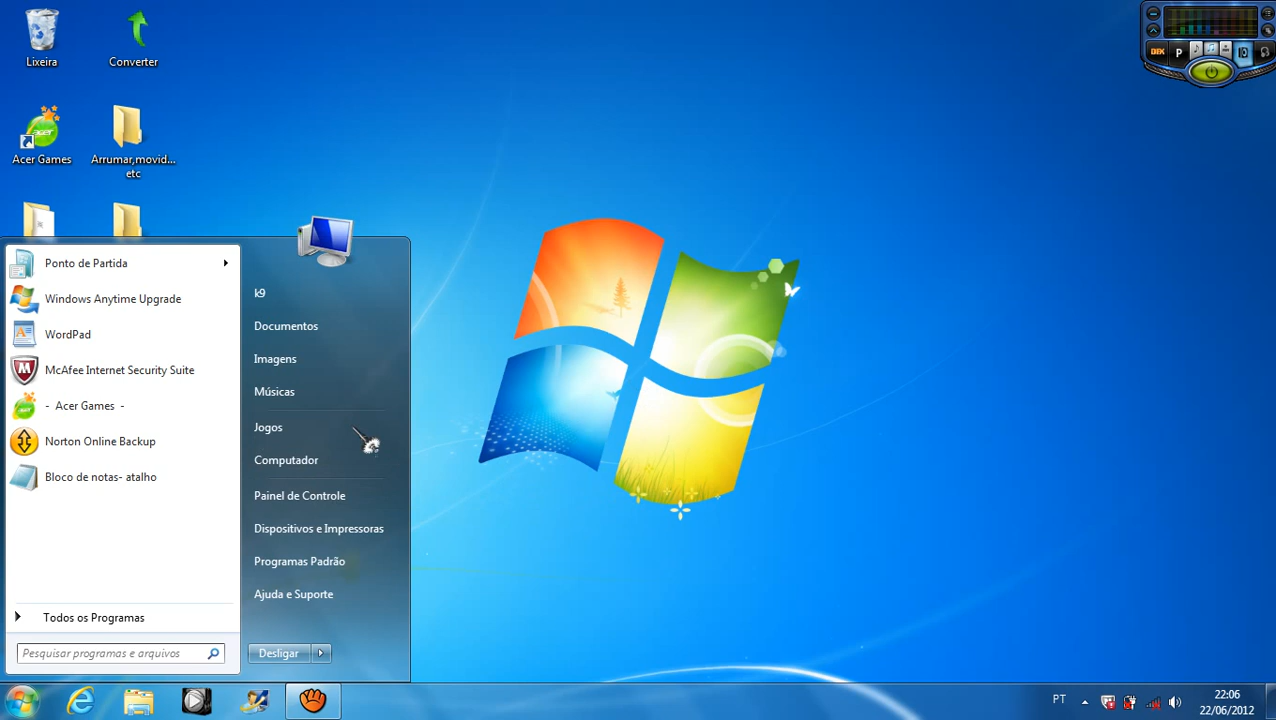 Lixeira
Converter
Acer Games
Arrumar,movid...
etc
Ponto de Partida
Windows Anytime Upgrade
WordPad
McAfee Internet Security Suite
- Acer Games -
Norton Online Backup
Bloco de notas- atalho
Todos os Programas
Pesquisar programas e arquivos
k9
Documentos
Imagens
Músicas
Jogos
Computador
Painel de Controle
Dispositivos e Impressoras
Programas Padrão
Ajuda e Suporte
Desligar
DFX
P
PT
22:06
22/06/2012